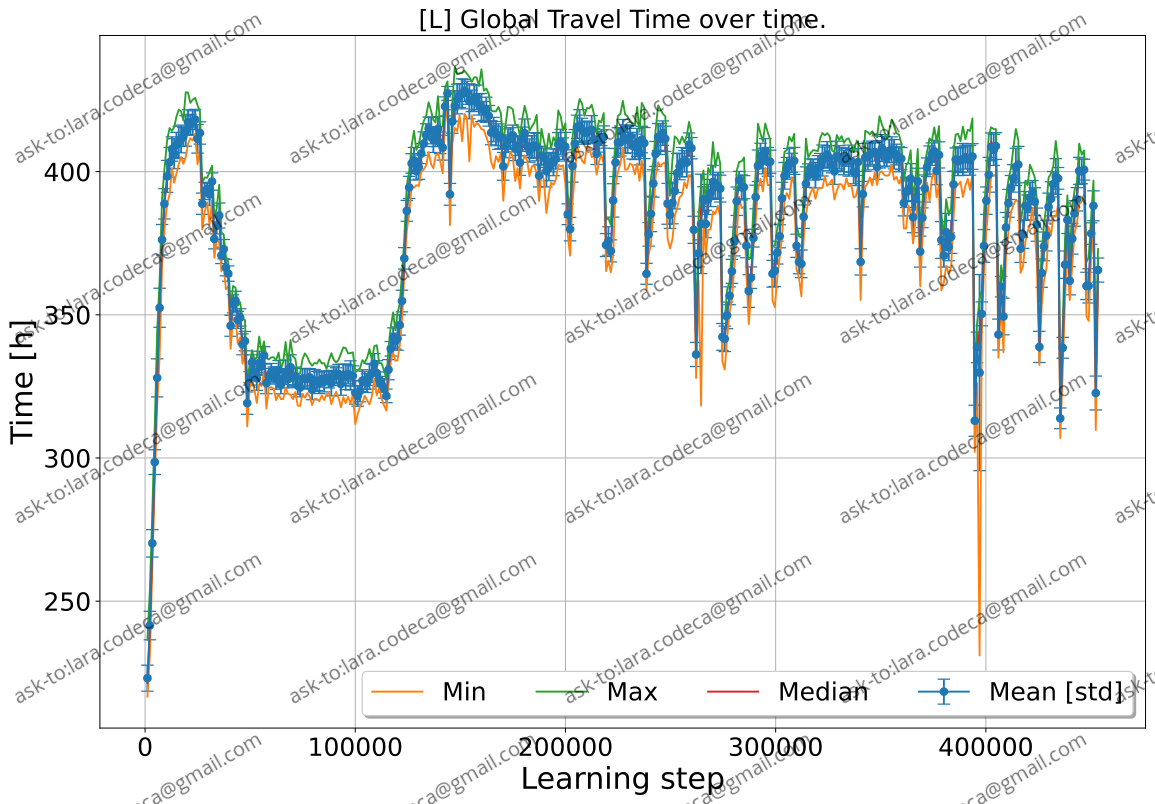 [L] Global Travel Time over time.
Time [h]
400
350
300
250
0 100000 200000 300000 400000
Learning step
Min Max Median Mean [std]
ask-to:lara.codeca@gmail.com